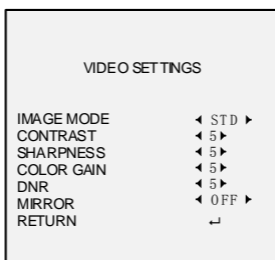 VIDEO SETTINGS
IMAGE MODE ◄ STD ►
CONTRAST ◄ 5 ►
SHARPNESS ◄ 5 ►
COLOR GAIN ◄ 5 ►
DNR ◄ 5 ►
MIRROR ◄ OFF ►
RETURN ↵